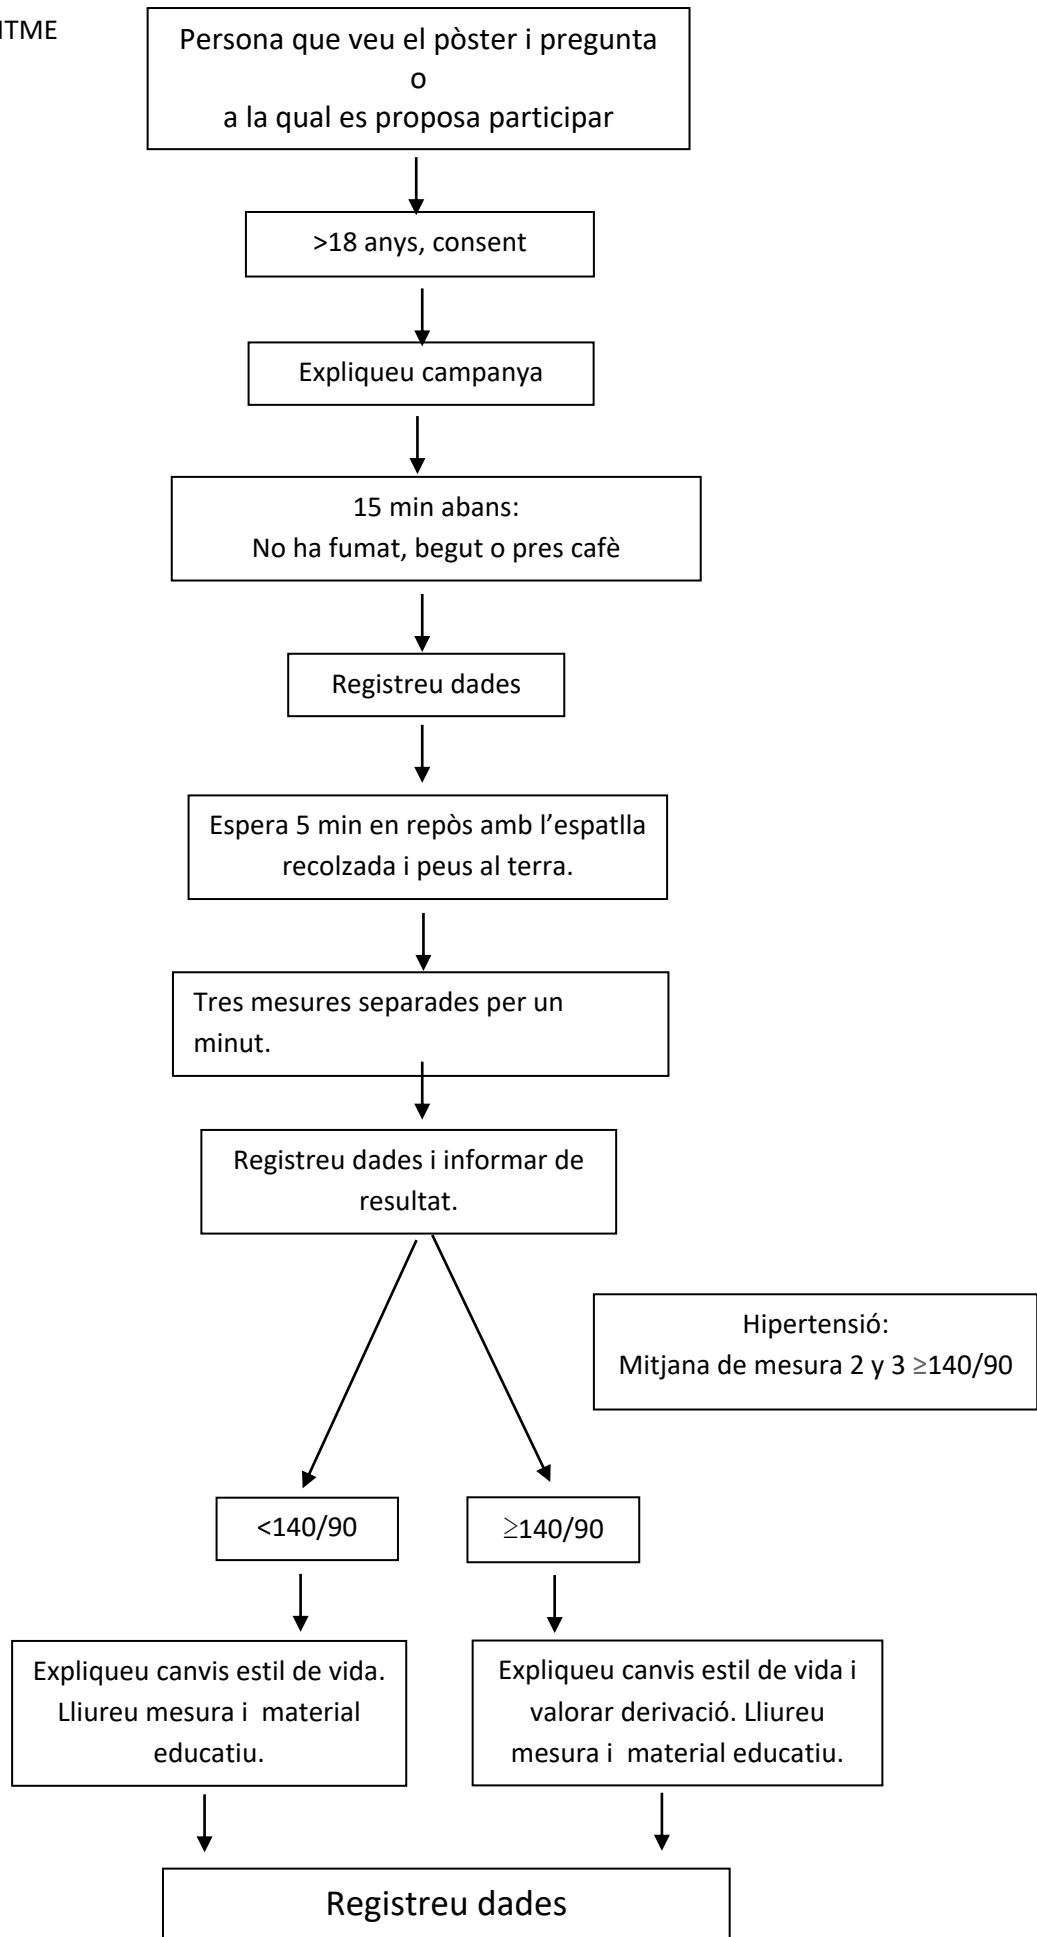 ITME
Persona que veu el pòster i pregunta
o
a la qual es proposa participar
>18 anys, consent
Expliqueu campanya
15 min abans:
No ha fumat, begut o pres cafè
Registreu dades
Espera 5 min en repòs amb l’espatlla
recolzada i peus al terra.
Tres mesures separades per un
minut.
Registreu dades i informar de
resultat.
Hipertensió:
Mitjana de mesura 2 y 3 ≥140/90
<140/90
≥140/90
Expliqueu canvis estil de vida.
Lliureu mesura i  material
educatiu.
Expliqueu canvis estil de vida i
valorar derivació. Lliureu
mesura i  material educatiu.
Registreu dades